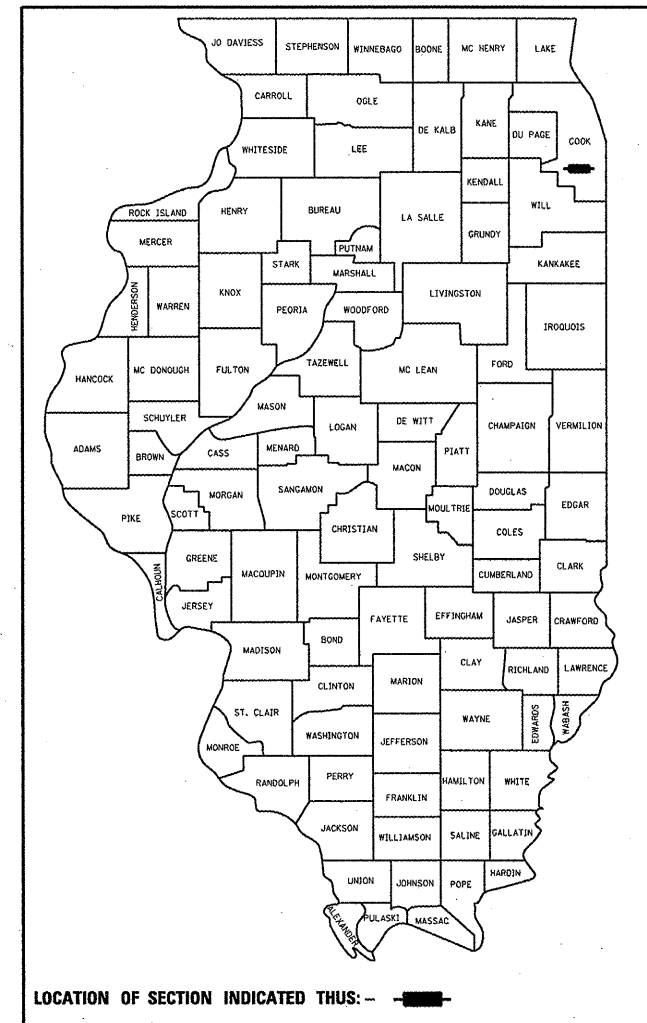 JO DAVIESS STEPHENSON WINNEBAGO BOONE MC HENRY LAKE
CARROLL OGLE DE KALB KANE DU PAGE COOK
WHITESIDE LEE
KENDALL WILL
ROCK ISLAND HENRY BUREAU LA SALLE GRUNDY
MERCER PUTNAM
STARK MARSHALL KANKAKEE
HENDERSON WARREN KNOX PEORIA WOODFORD LIVINGSTON IROQUOIS
HANCOCK MC DONOUGH FULTON TAZEWELL MC LEAN FORD
MASON
SCHUYLER LOGAN DE WITT CHAMPAIGN VERMILION
ADAMS BROWN CASS MENARD MACON PIATT
PIKE SCOTT MORGAN SANGAMON CHRISTIAN MOULTRIE DOUGLAS EDGAR
COLES
CALHOUN GREENE MACOUPIN MONTGOMERY SHELBY CUMBERLAND CLARK
JERSEY
MADISON BOND FAYETTE EFFINGHAM JASPER CRAWFORD
CLINTON MARION CLAY RICHLAND LAWRENCE
ST. CLAIR WASHINGTON JEFFERSON WAYNE EDWARDS WABASH
MONROE
RANDOLPH PERRY FRANKLIN HAMILTON WHITE
JACKSON WILLIAMSON SALINE GALLATIN
UNION JOHNSON POPE HARDIN
ALEXANDER PULASKI MASSAC
LOCATION OF SECTION INDICATED THUS: –